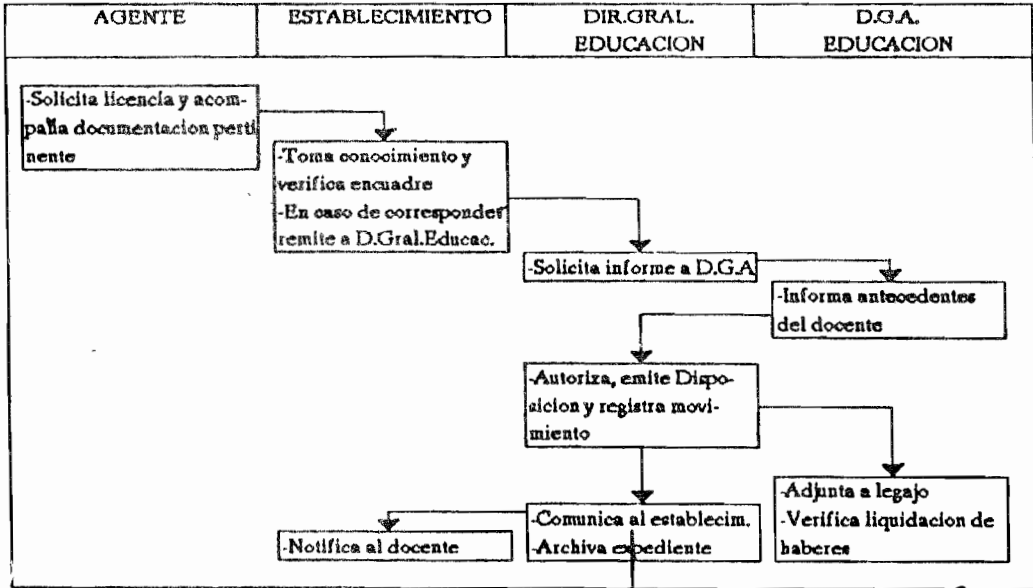 AGENTE
ESTABLECIMIENTO
DIR.GRAL.
EDUCACION
D.G.A.
EDUCACION
-Solicita licencia y acom-
paña documentacion perti
nente
-Toma conocimiento y
verifica encuadre
-En caso de corresponder
remite a D.Gral.Educac.
-Solicita informe a D.G.A
-Informa antecedentes
del docente
-Autoriza, emite Dispo-
sicion y registra movi-
miento
-Adjunta a legajo
-Verifica liquidacion de
haberes
-Comunica al establecim.
-Archiva expediente
-Notifica al docente